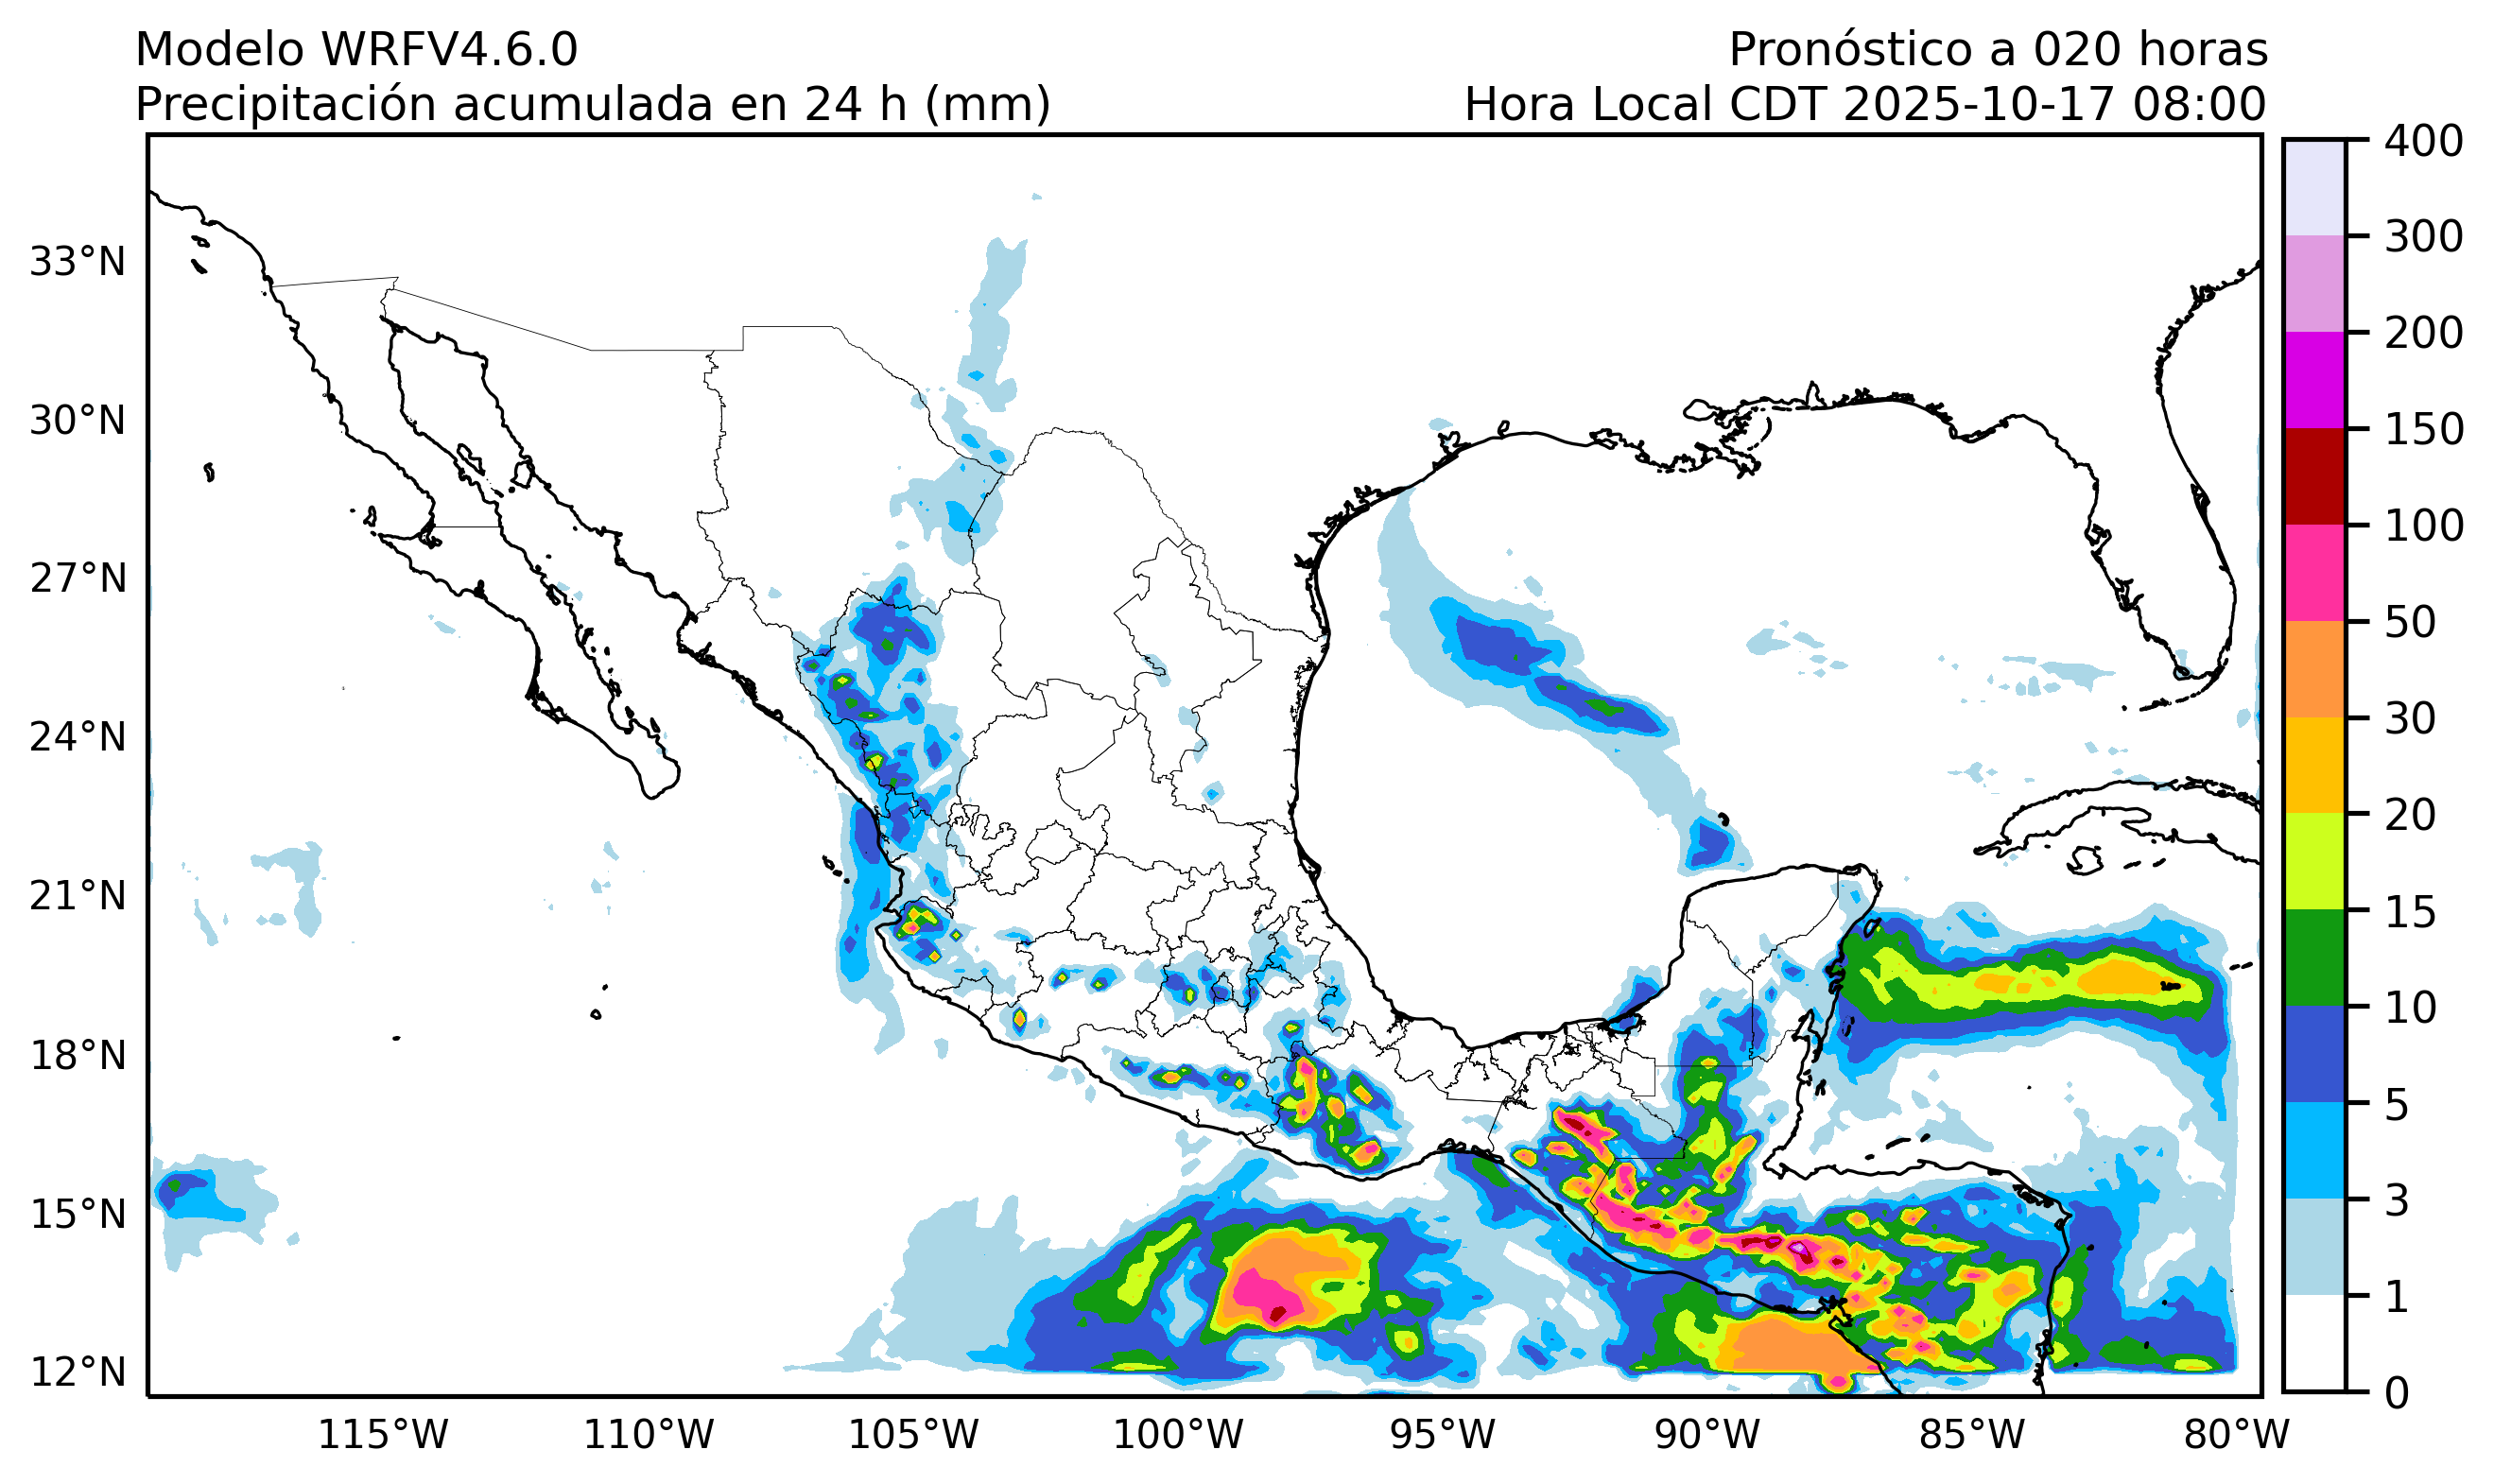 Modelo WRFV4.6.0
Pronóstico a 020 horas
Precipitación acumulada en 24 h (mm)
Hora Local CDT 2025-10-17 08:00
400
300
200
150
100
50
30
20
15
10
5
3
1
0
33°N
30°N
27°N
24°N
21°N
18°N
15°N
12°N
115°W
110°W
105°W
100°W
95°W
90°W
85°W
80°W